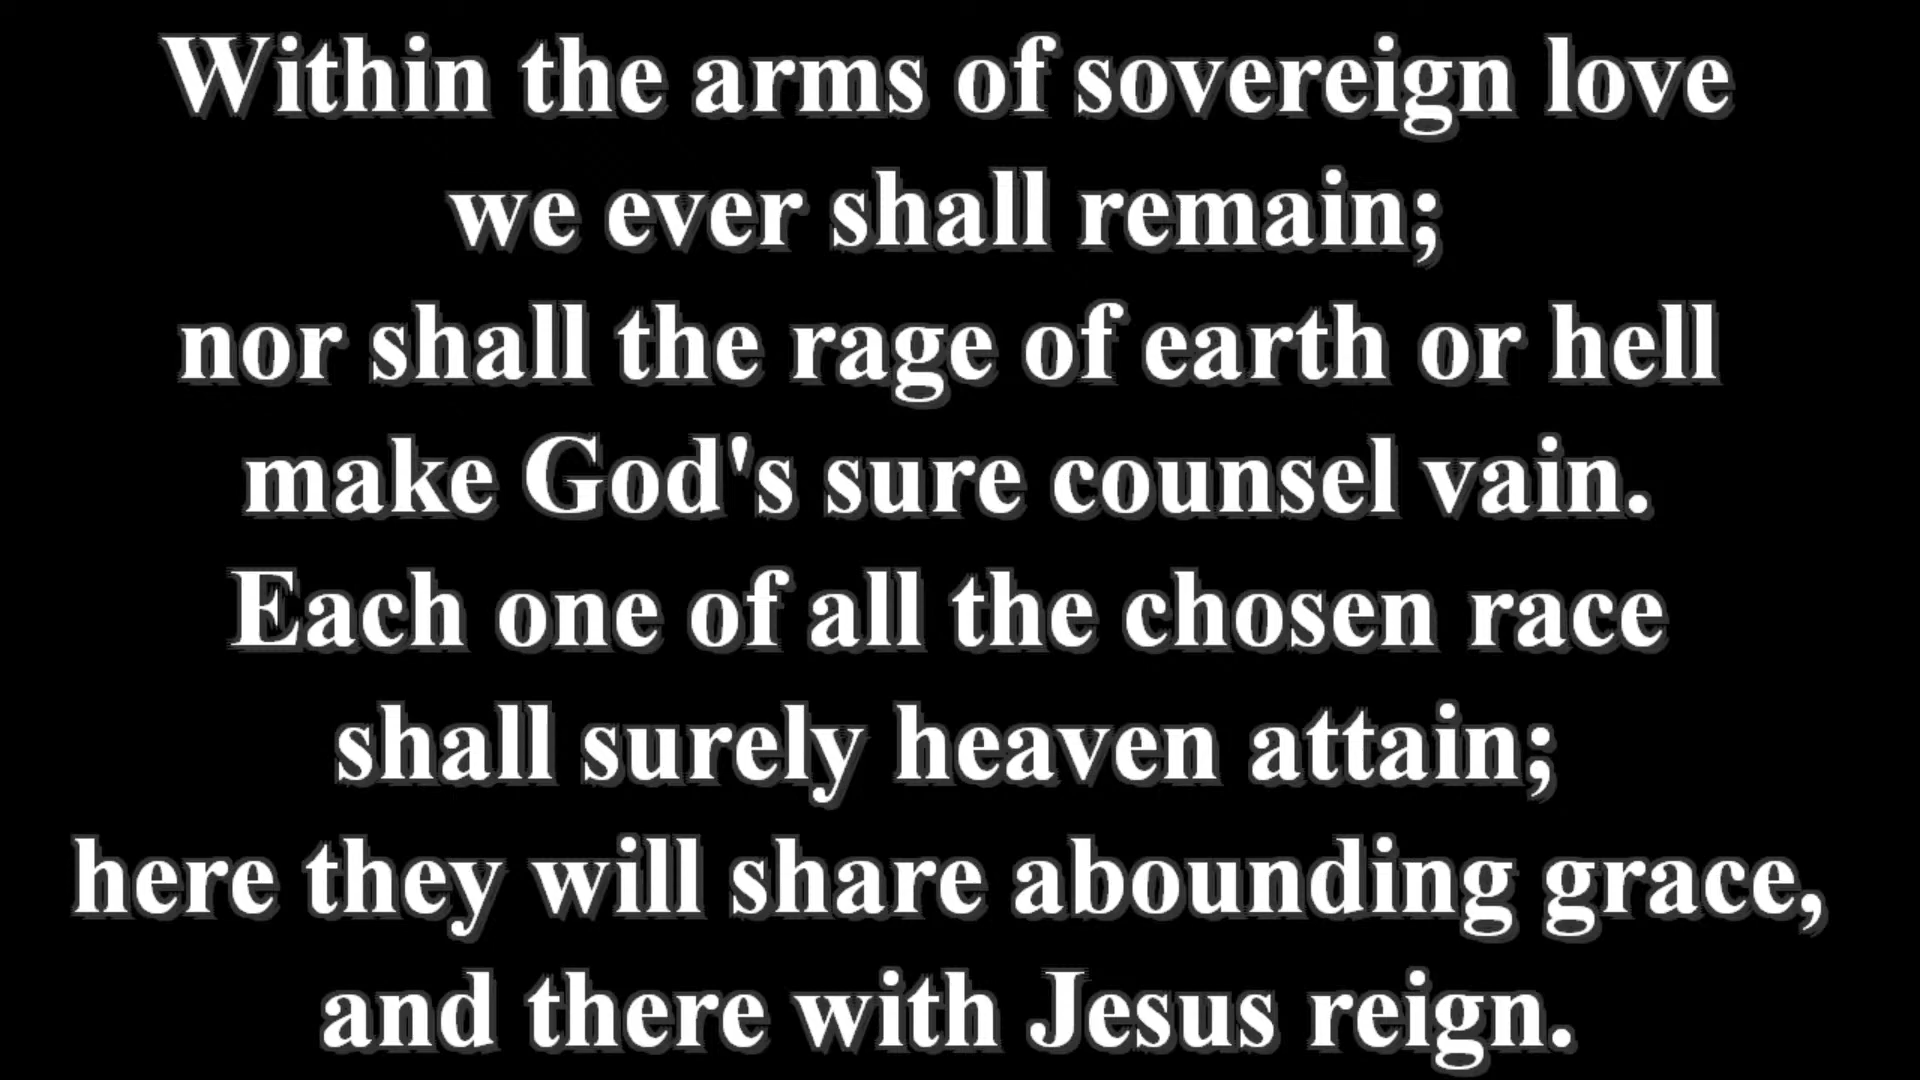 Within the arms of sovereign love
we ever shall remain;
nor shall the rage of earth or hell
make God's sure counsel vain.
Each one of all the chosen race
shall surely heaven attain;
here they will share abounding grace,
and there with Jesus reign.